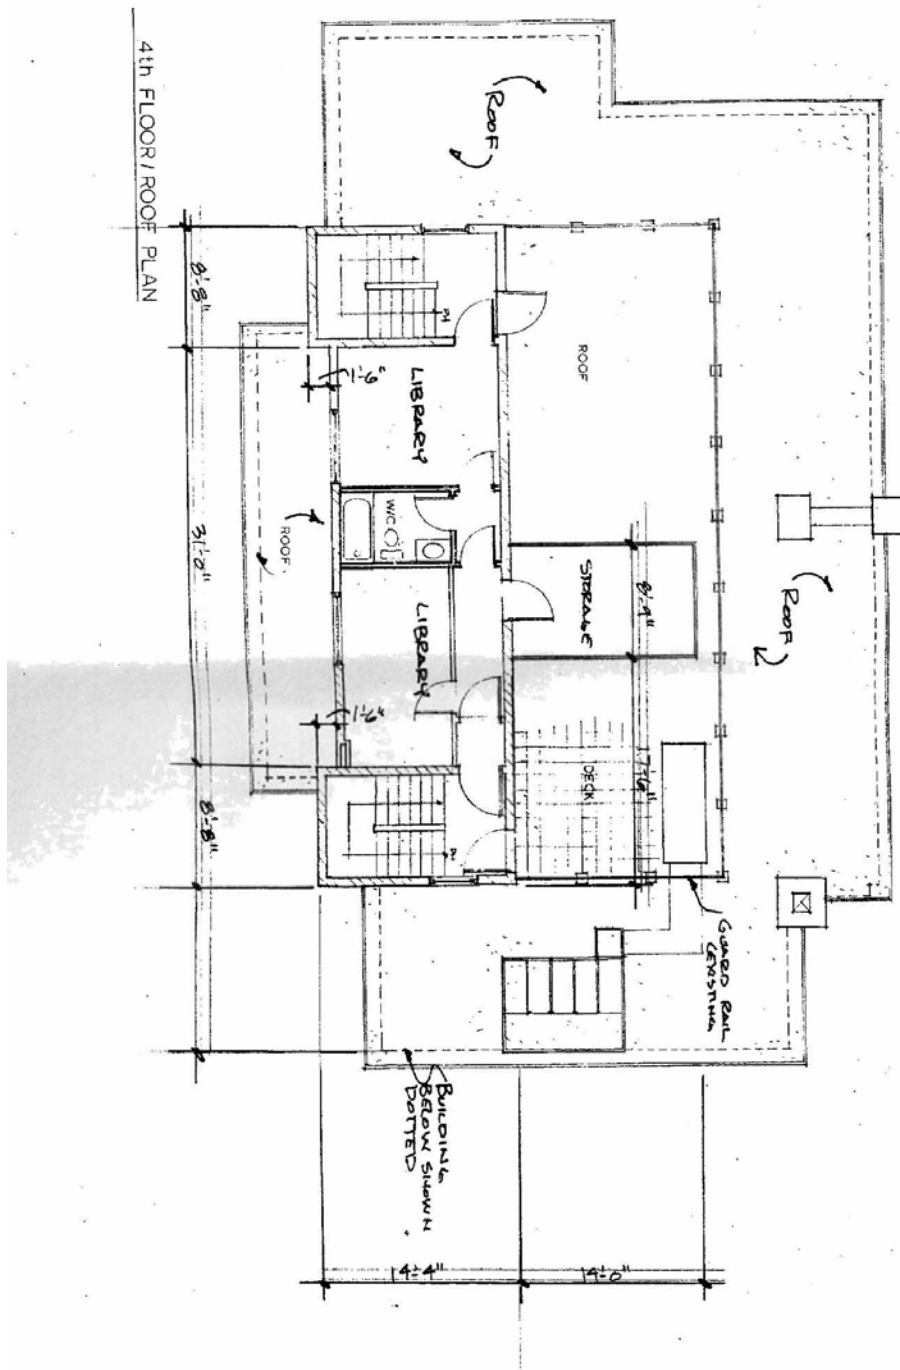 4th FLOOR / ROOF PLAN
ROOF
8'-8"
1'-6"
LIBRARY
ROOF
W/C
ROOF
31'-0"
STORAGE
8'-9"
ROOF
LIBRARY
1'-6"
DECK
7'-6"
8'-8"
GUARD RAIL
(EXISTING)
BUILDING
BELOW SHOWN
DOTTED
14'-4"
14'-0"